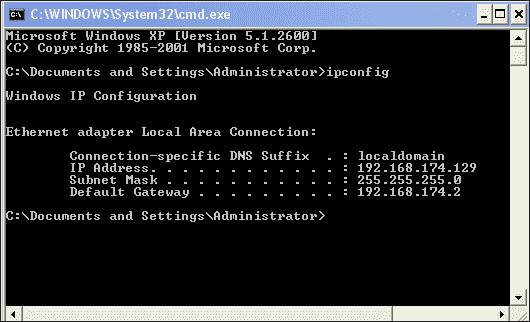 C:\WINDOWS\System32\cmd.exe
Microsoft Windows XP [Version 5.1.2600]
(C) Copyright 1985-2001 Microsoft Corp.
C:\Documents and Settings\Administrator>ipconfig
Windows IP Configuration
Ethernet adapter Local Area Connection:
Connection-specific DNS Suffix  . : localdomain
IP Address. . . . . . . . . . . . : 192.168.174.129
Subnet Mask . . . . . . . . . . . : 255.255.255.0
Default Gateway . . . . . . . . . : 192.168.174.2
C:\Documents and Settings\Administrator>